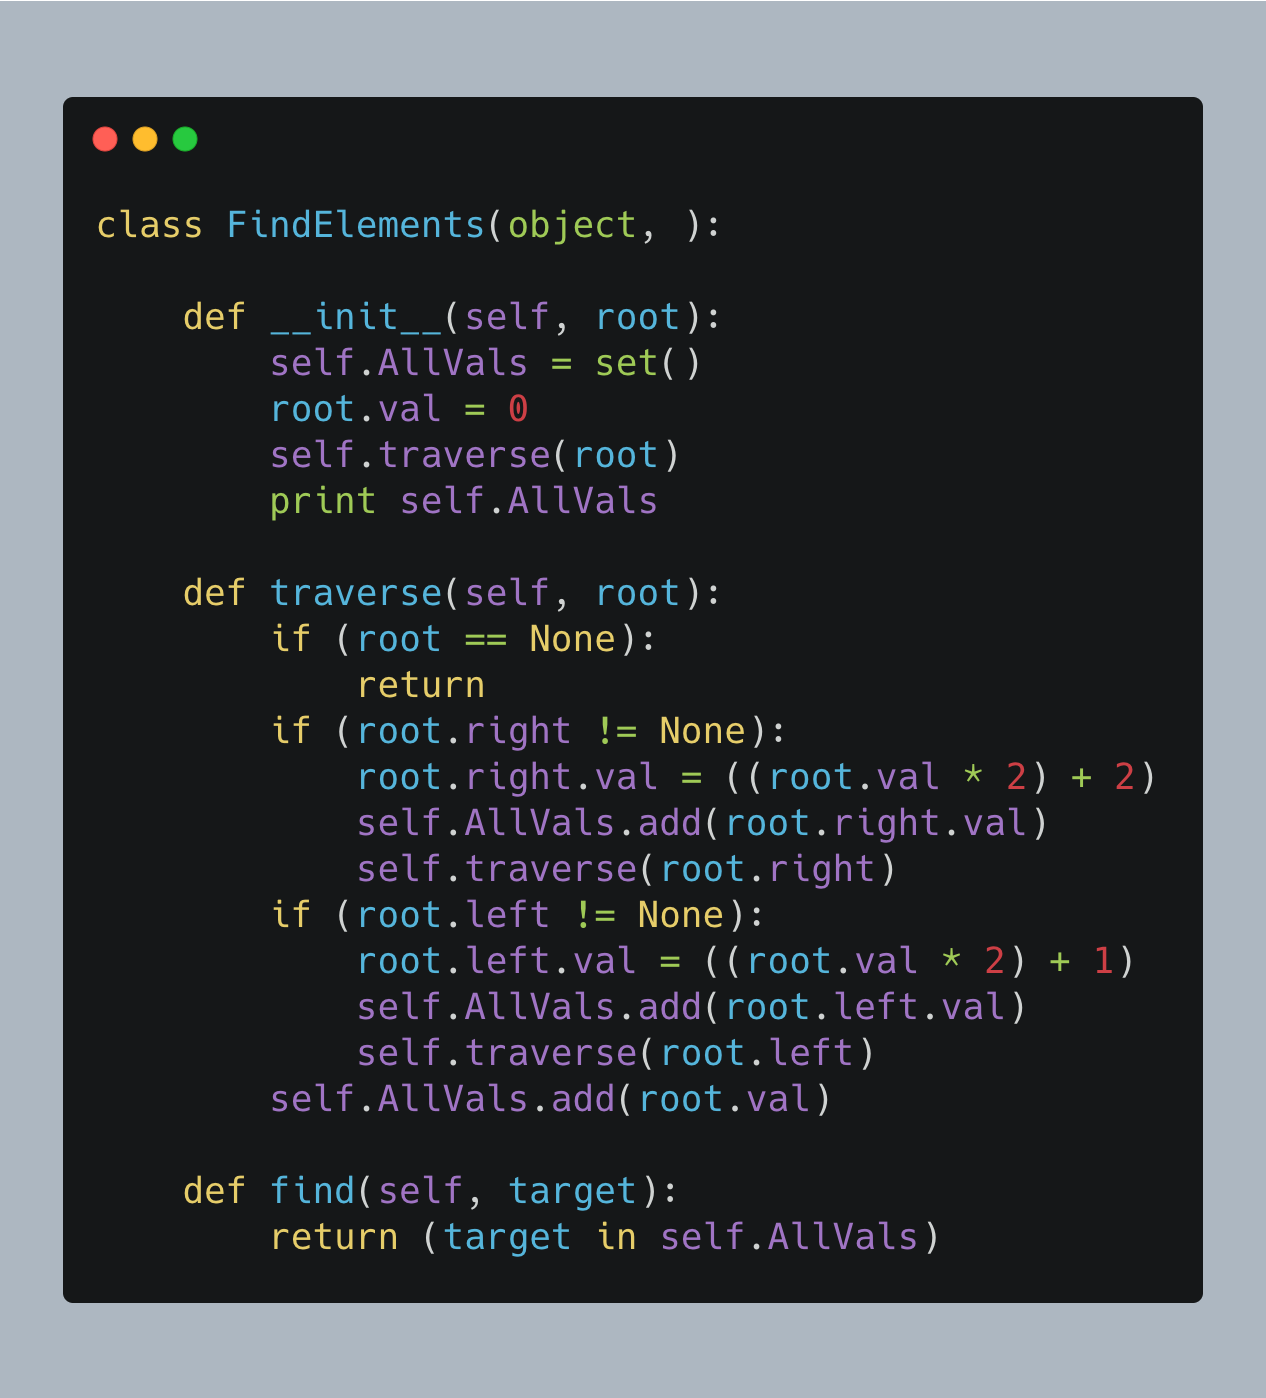 class FindElements(object, ):
    def __init__(self, root):
        self.AllVals = set()
        root.val = 0
        self.traverse(root)
        print self.AllVals
    def traverse(self, root):
        if (root == None):
            return
        if (root.right != None):
            root.right.val = ((root.val * 2) + 2)
            self.AllVals.add(root.right.val)
            self.traverse(root.right)
        if (root.left != None):
            root.left.val = ((root.val * 2) + 1)
            self.AllVals.add(root.left.val)
            self.traverse(root.left)
        self.AllVals.add(root.val)
    def find(self, target):
        return (target in self.AllVals)